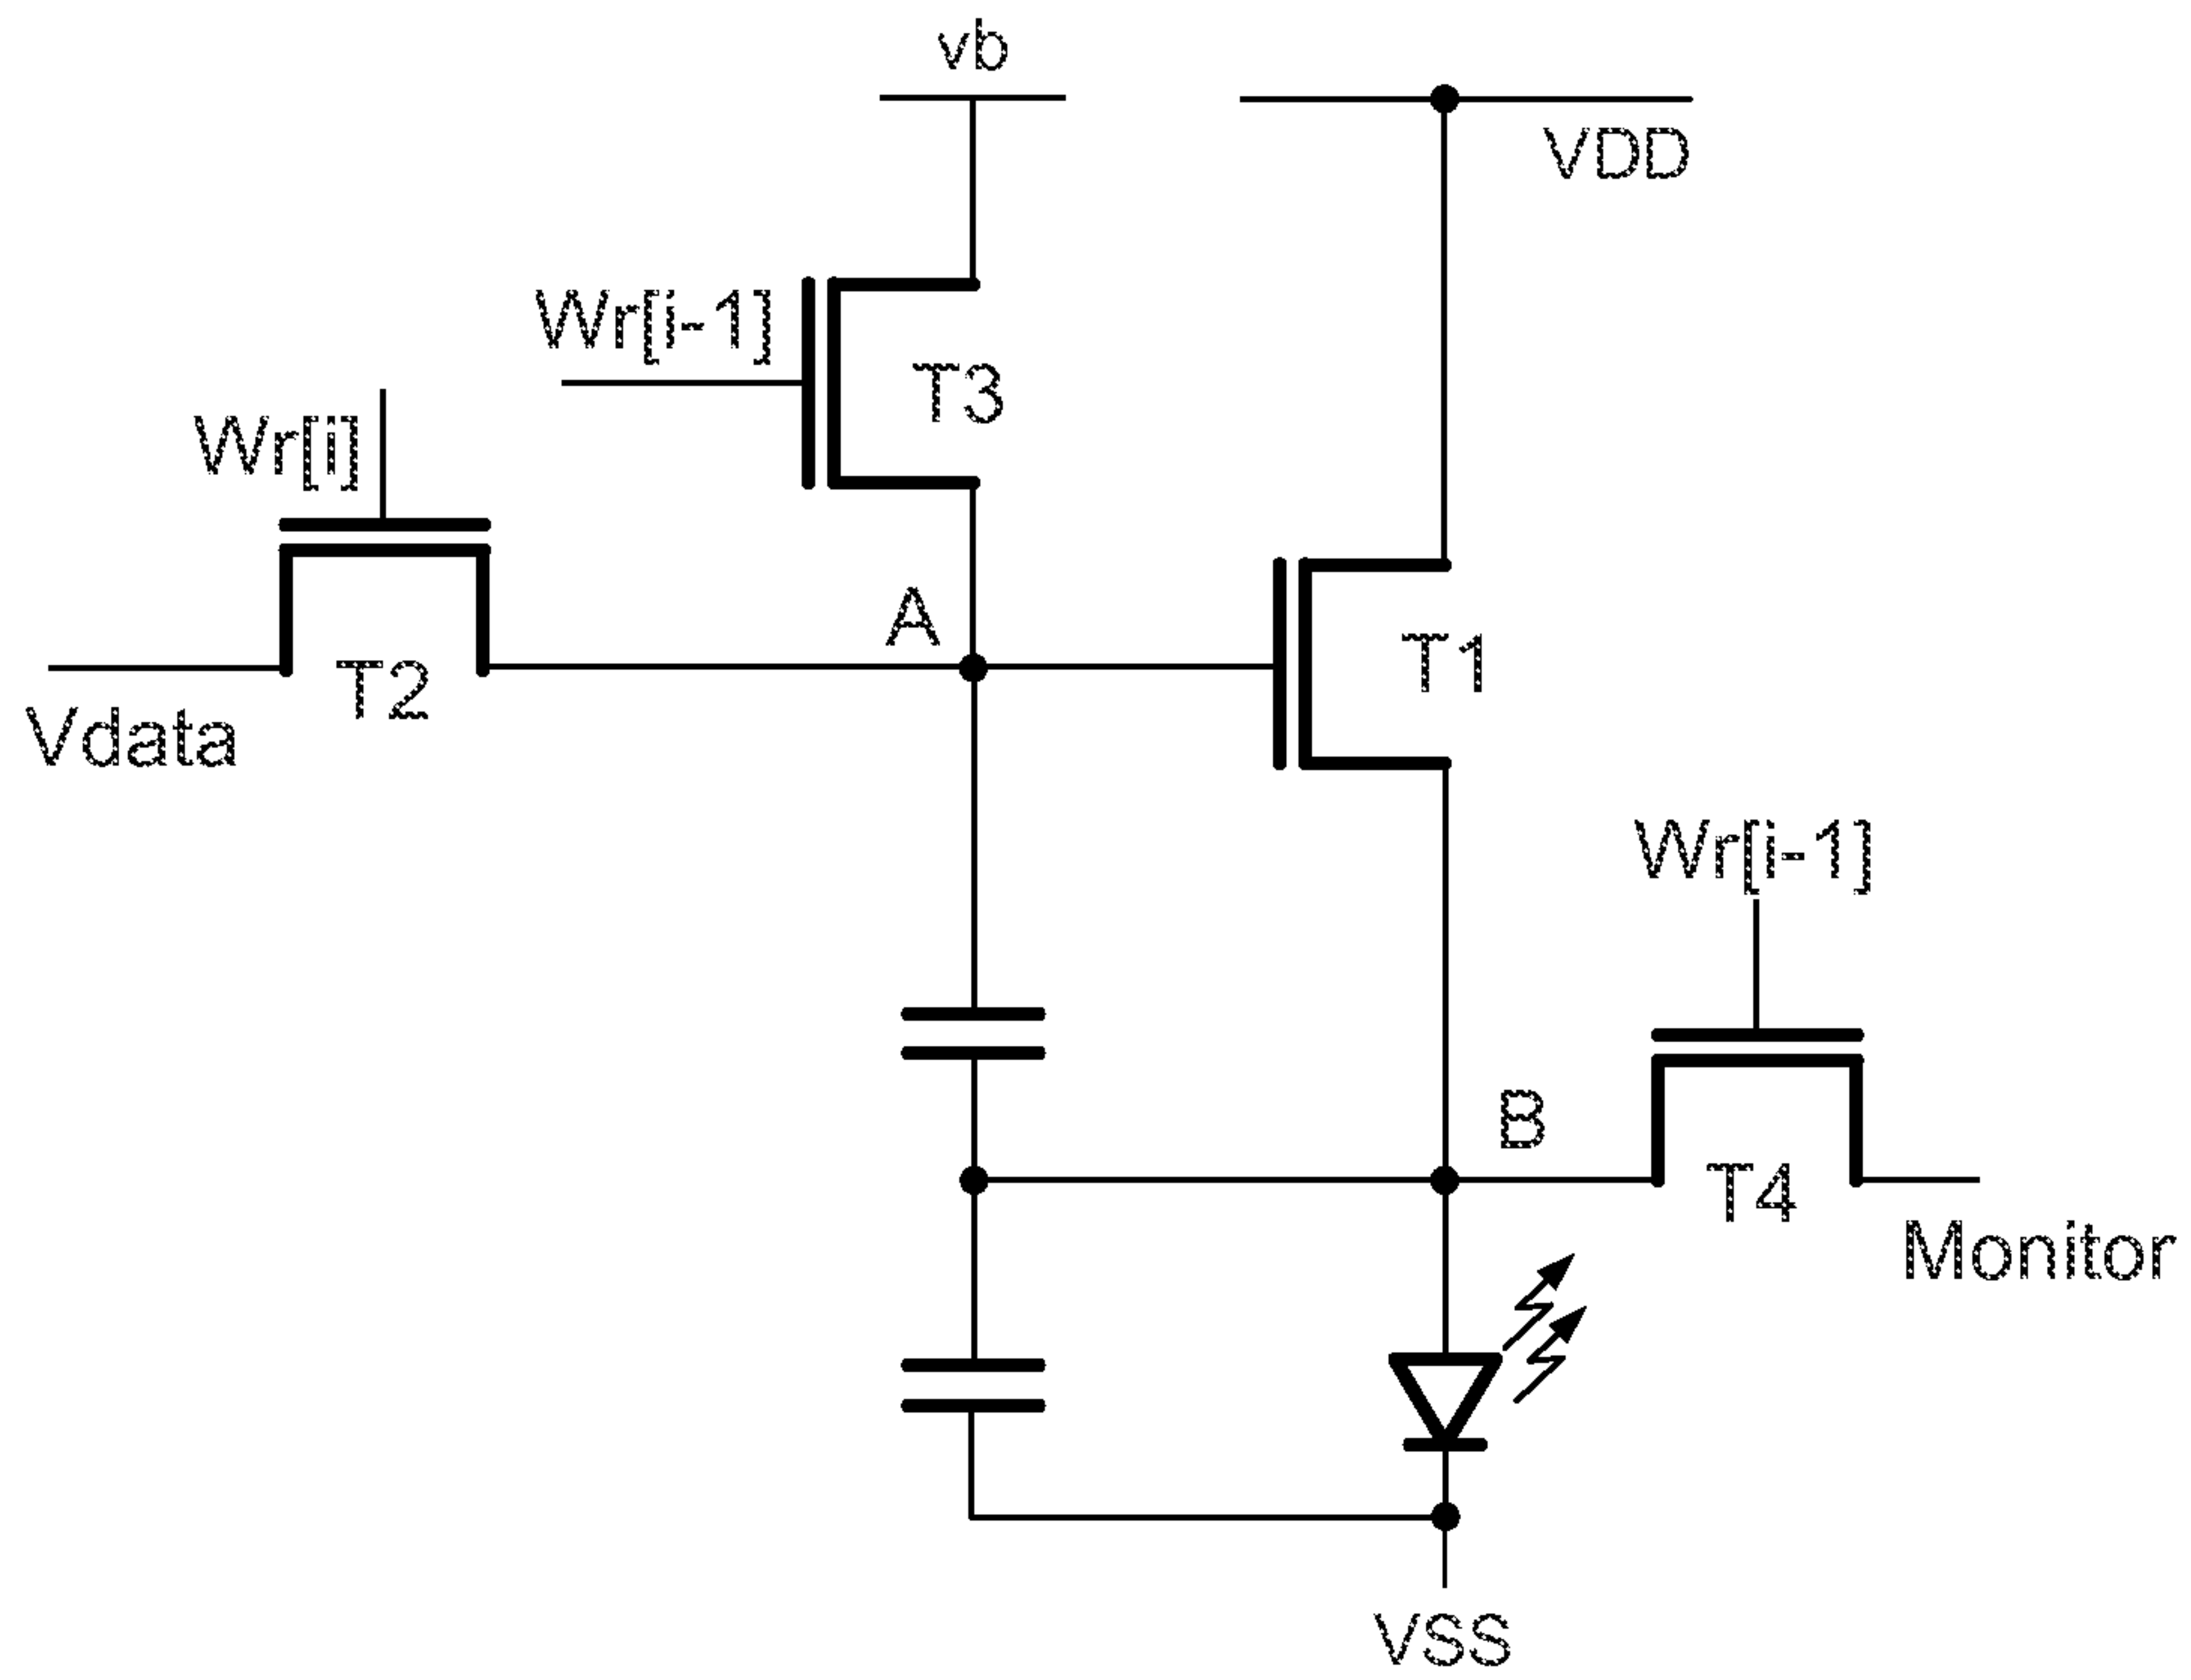 vb
VDD
Wr[i-1]
T3
Wr[i]
A
T1
T2
Vdata
Wr[i-1]
B
T4
Monitor
VSS